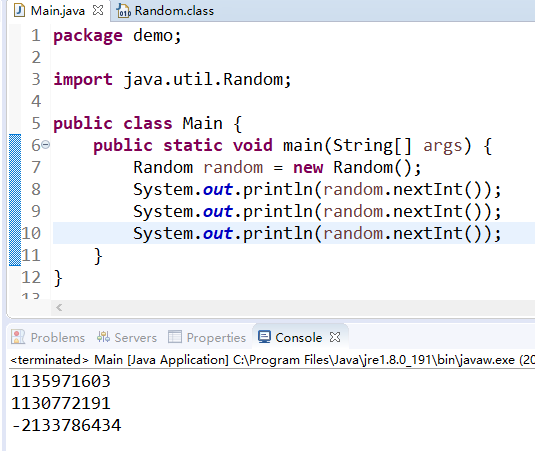 Main.java Random.class
1 package demo;
2
3 import java.util.Random;
4
5 public class Main {
6 public static void main(String[] args) {
7 Random random = new Random();
8 System.out.println(random.nextInt());
9 System.out.println(random.nextInt());
10 System.out.println(random.nextInt());
11 }
12 }
13
Problems Servers Properties Console
<terminated> Main [Java Application] C:\Program Files\Java\jre1.8.0_191\bin\javaw.exe (20
1135971603
1130772191
-2133786434